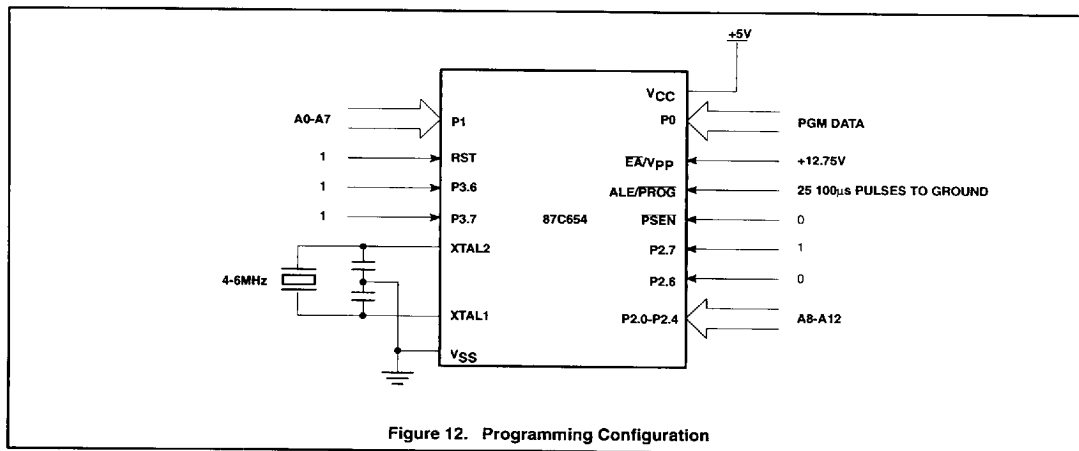 +5V
VCC
A0-A7
P1
P0
PGM DATA
1
RST
EA/VPP
+12.75V
1
P3.6
ALE/PROG
25 100μs PULSES TO GROUND
1
P3.7
87C654
PSEN
0
XTAL2
P2.7
1
4-6MHz
P2.6
0
XTAL1
P2.0-P2.4
A8-A12
VSS
Figure 12. Programming Configuration